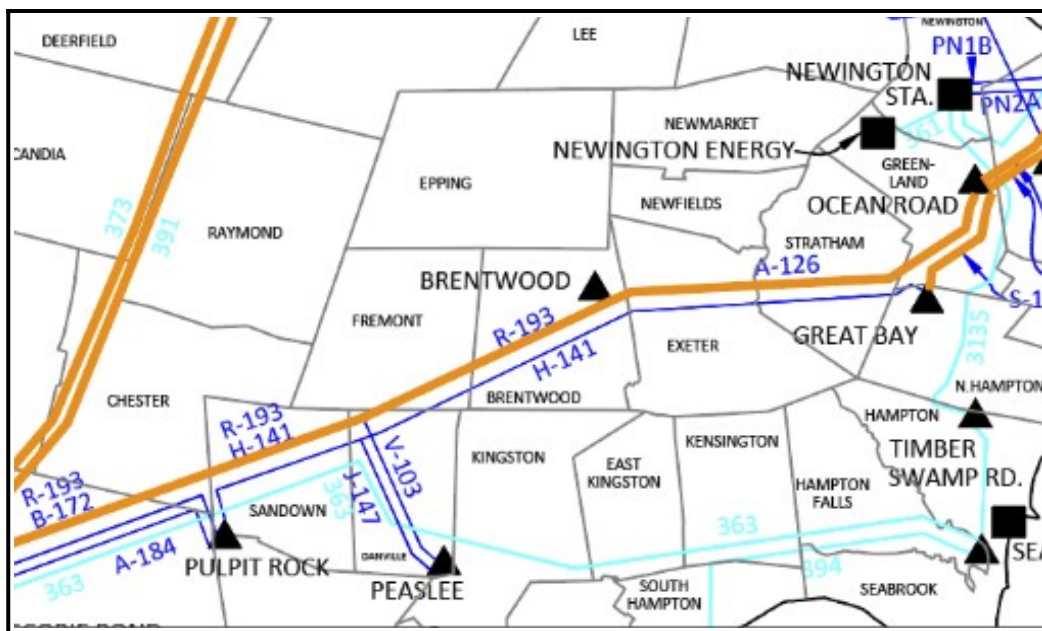 DEERFIELD
LEE
NEWINGTON
PN1B
NEWINGTON
STA.
PN2A
361
NEWMARKET
NEWINGTON ENERGY
GREEN-
LAND
CANDIA
EPPING
OCEAN ROAD
NEWFIELDS
373
391
RAYMOND
STRATHAM
A-126
BRENTWOOD
S-1
FREMONT
R-193
GREAT BAY
EXETER
H-141
3135
N.HAMPTON
BRENTWOOD
CHESTER
HAMPTON
R-193
H-141
TIMBER
SWAMP RD.
KENSINGTON
V-103
KINGSTON
EAST
KINGSTON
R-193
B-172
J-147
363
HAMPTON
FALLS
SANDOWN
363
SEA
A-184
DANVILLE
PULPIT ROCK
394
363
PEASLEE
SOUTH
HAMPTON
SEABROOK